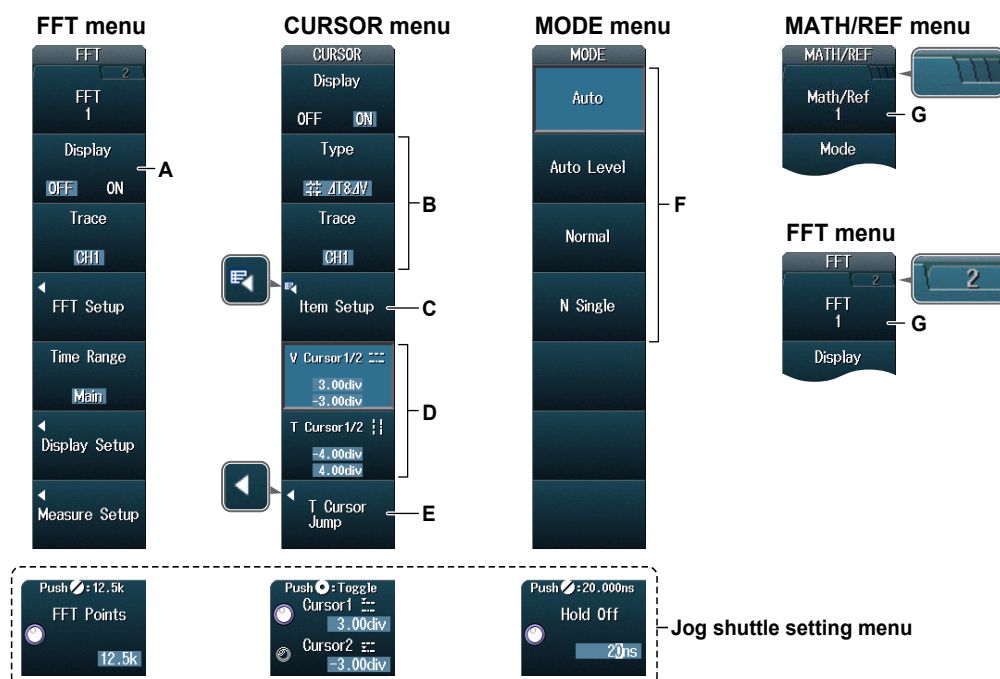 FFT menu
FFT
2
FFT
1
Display
OFF ON
A
Trace
CH1
FFT Setup
Time Range
Main
Display Setup
Measure Setup
CURSOR menu
CURSOR
Display
OFF ON
Type
ΔT&ΔV
B
Trace
CH1
Item Setup
C
V Cursor1/2
3.00div
-3.00div
D
T Cursor1/2
-4.00div
4.00div
T Cursor
Jump
E
MODE menu
MODE
Auto
Auto Level
F
Normal
N Single
MATH/REF menu
MATH/REF
Math/Ref
1
G
Mode
FFT menu
FFT
2
2
FFT
1
G
Display
Push :12.5k
FFT Points
12.5k
Push :Toggle
Cursor1
3.00div
Cursor2
-3.00div
Push :20.000ns
Hold Off
20ns
Jog shuttle setting menu